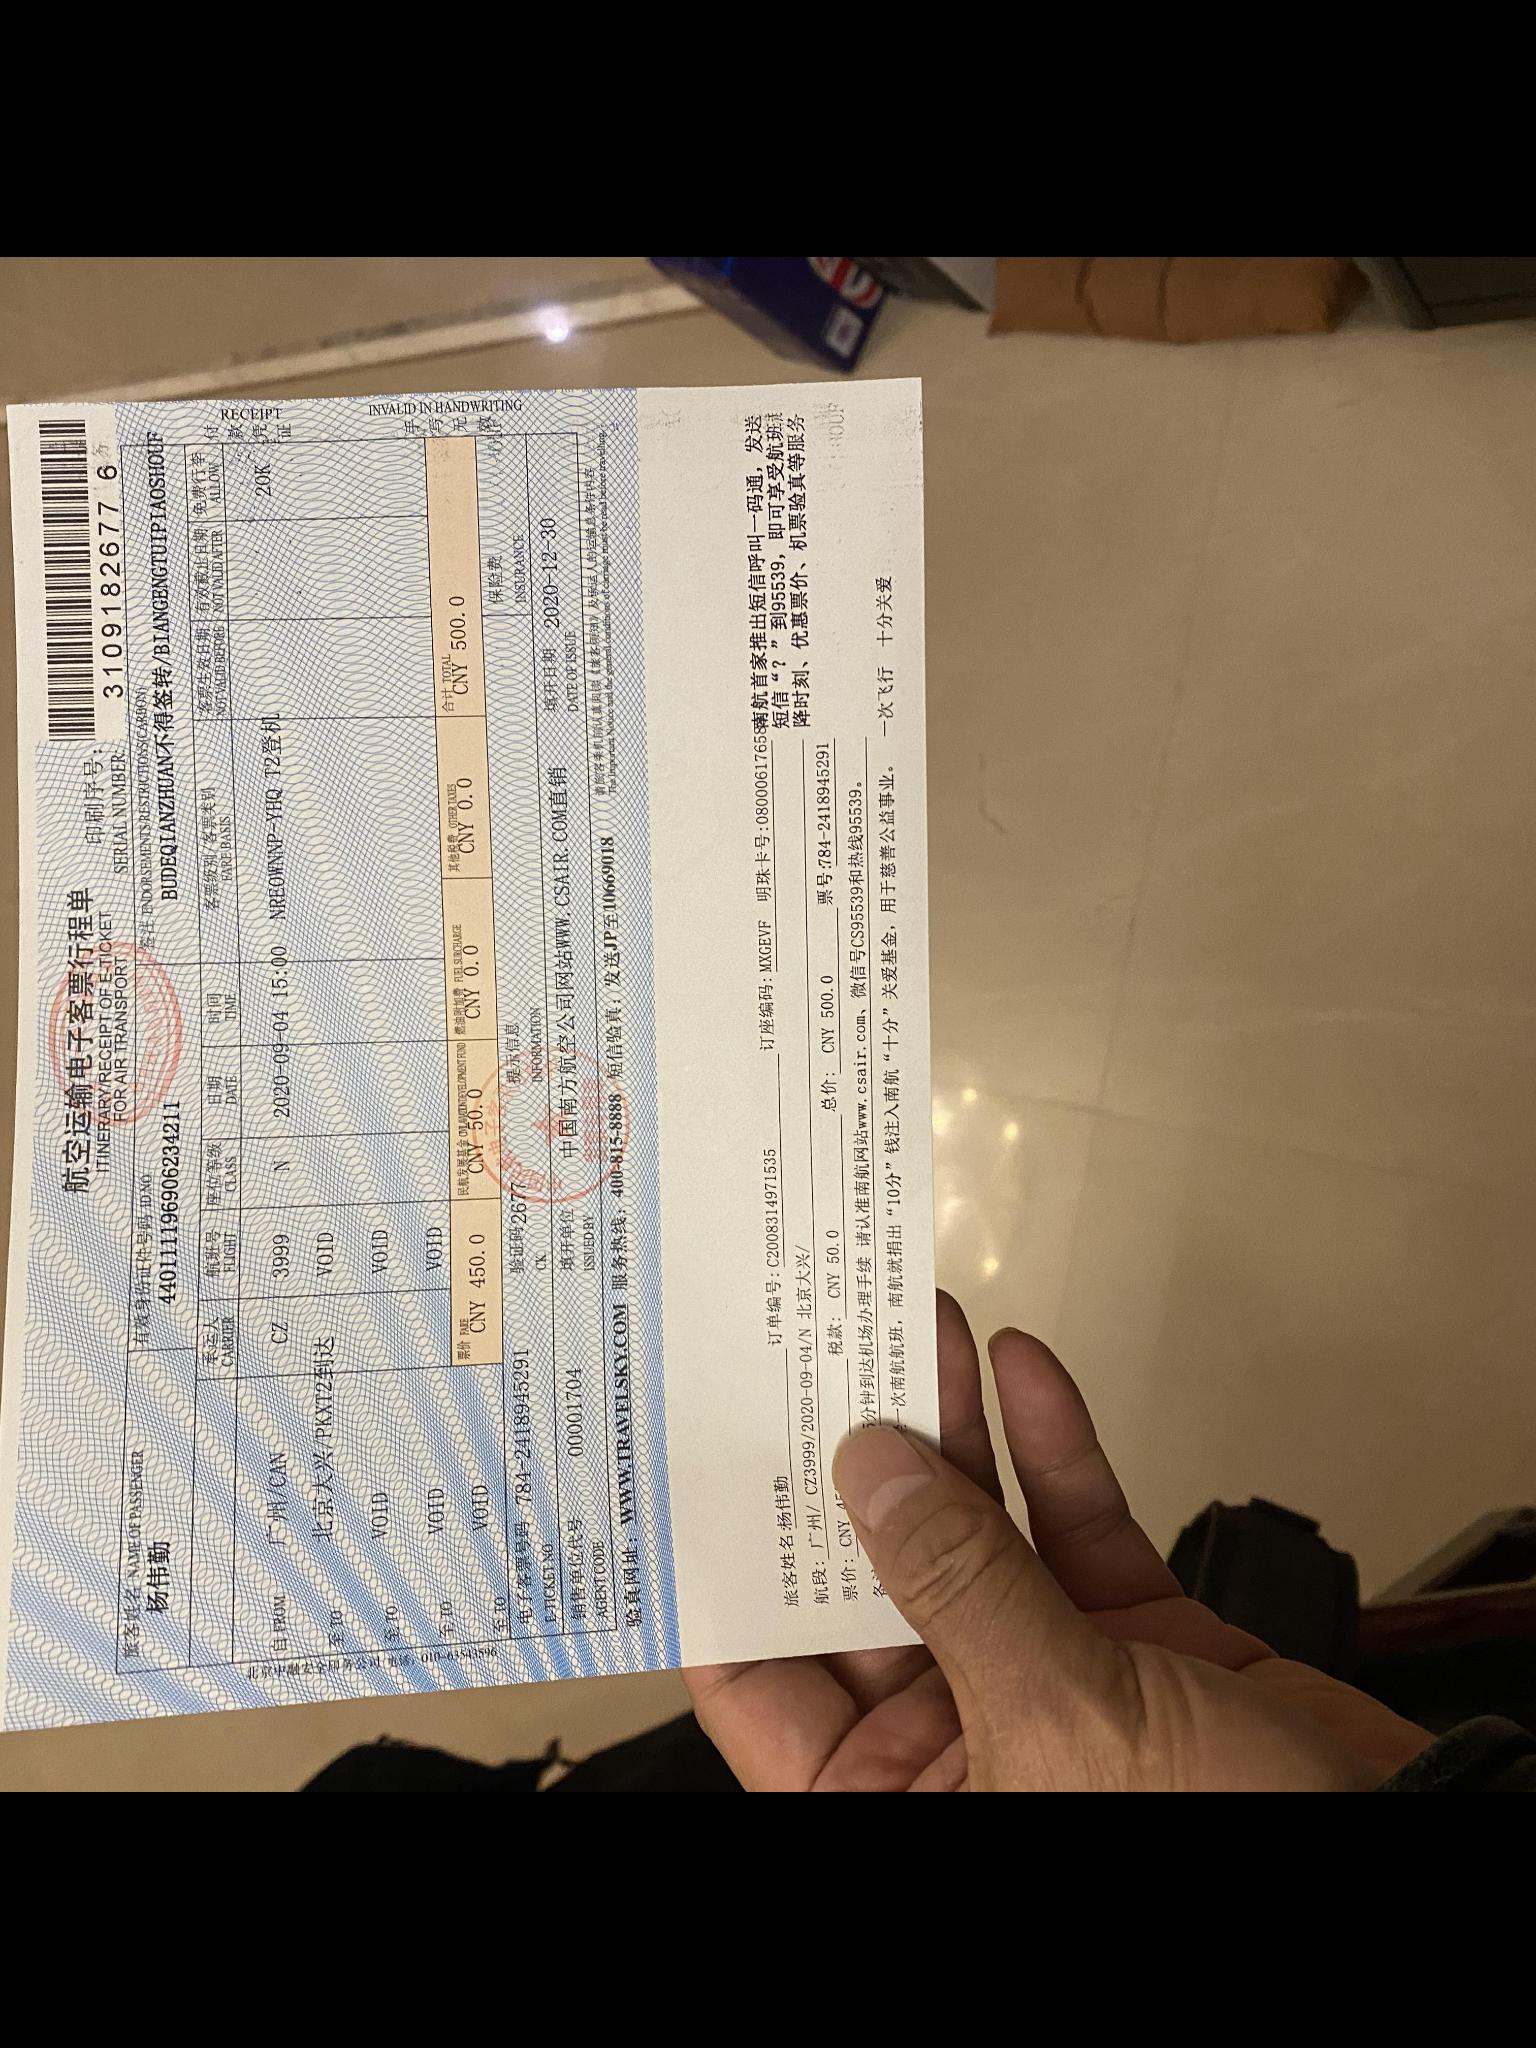 航空运输电子客票行程单
ITINERARY/RECEIPT OF E-TICKET
FOR AIR TRANSPORT
印刷序号:
SERIAL NUMBER:
3109182677 6
旅客姓名 NAME OF PASSENGER
杨伟勤
有效身份证件号码 ID.NO
440111196906234211
签注 ENDORSEMENTS/RESTRICTIONS(CARBON)
BUDEQIANZHUAN不得签转/BIANGENGTUIPIAOSHOUF
承运人 CARRIER
航班号 FLIGHT
座位等级 CLASS
日期 DATE
时间 TIME
客票级别/客票类别 FARE BASIS
客票生效日期 NOT VALID BEFORE
有效截止日期 NOT VALID AFTER
免费行李 ALLOW
自 FROM 广州/CAN CZ 3999 N 2020-09-04 15:00 NREOWNNP-YHQ T2登机 20K
至 TO 北京大兴/PKXT2到达 VOID
至 TO VOID VOID
至 TO VOID VOID
至 TO VOID
票价 FARE CNY 450.0
民航发展基金 CNY 50.0
燃油附加费 FUEL SURCHARGE CNY 0.0
其他税费 OTHER TAXES CNY 0.0
合计 TOTAL CNY 500.0
电子客票号码 784-2418945291
E-TICKET NO
验证码 2677
CK
提示信息
INFORMATION
保险费
INSURANCE
销售单位代号 00001704
AGENT CODE
填开单位 中国南方航空公司网站WWW.CSAIR.COM直销
ISSUED BY
填开日期 2020-12-30
DATE OF ISSUE
验真网址: WWW.TRAVELSKY.COM 服务热线: 400-815-8888 短信验真: 发送JP至10669018
付款凭证
RECEIPT
手写无效
INVALID IN HANDWRITING
北京中融安全印务公司 电话: 010-63543596
旅客姓名:杨伟勤 订单编号:C2008314971535 订座编码:MXGEVF 明珠卡号:080006176583
航段: 广州/ CZ3999/2020-09-04/N 北京大兴/ 票号:784-2418945291
票价: CNY 税款: CNY 50.0 总价: CNY 500.0
分钟到达机场办理手续 请认准南航网站www.csair.com、微信号CS95539和热线95539。
一次南航航班, 南航就捐出“10分”钱注入南航“十分”关爱基金, 用于慈善公益事业。 一次飞行 十分关爱
南航首家推出短信呼叫一码通, 发送
短信“?”到95539, 即可享受航班
降时刻、优惠票价、机票验真等服务